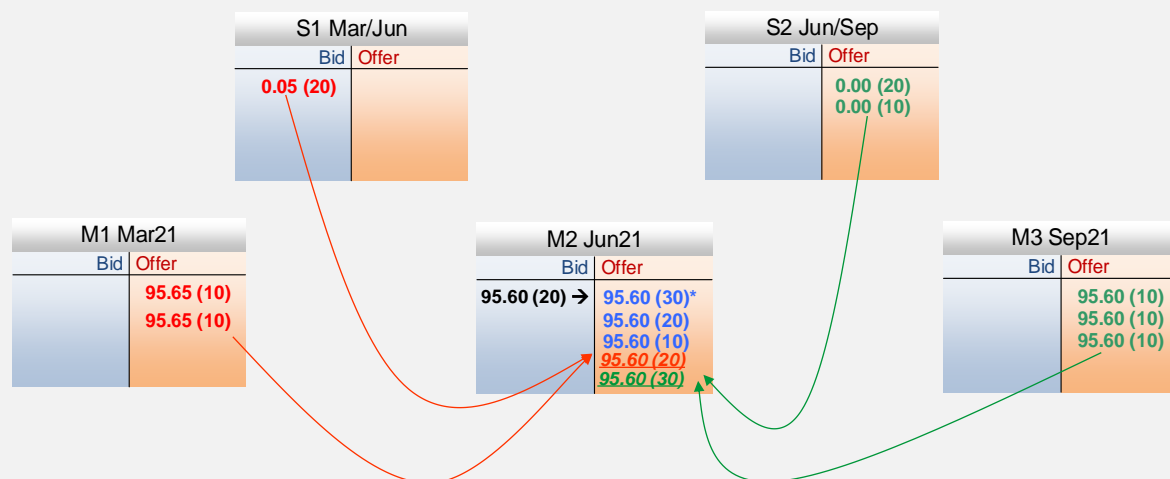 S1 Mar/Jun
Bid Offer
0.05 (20)
S2 Jun/Sep
Bid Offer
0.00 (20)
0.00 (10)
M1 Mar21
Bid Offer
95.65 (10)
95.65 (10)
M2 Jun21
Bid Offer
95.60 (20) → 95.60 (30)*
95.60 (20)
95.60 (10)
95.60 (20)
95.60 (30)
M3 Sep21
Bid Offer
95.60 (10)
95.60 (10)
95.60 (10)